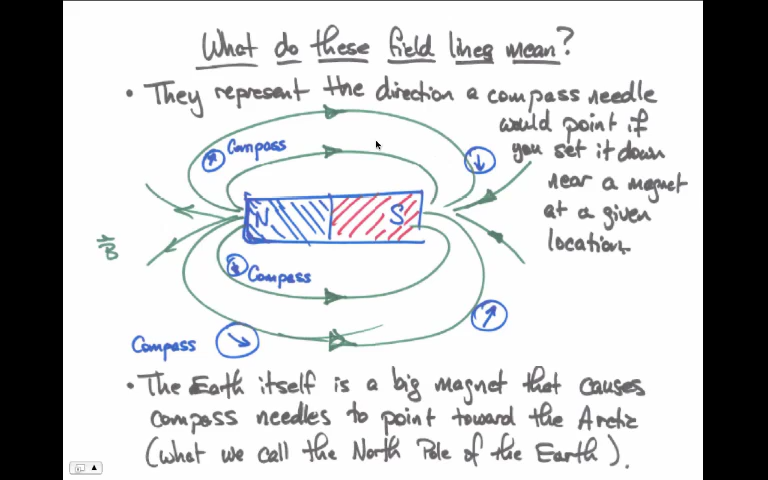 What do these field lines mean?
• They represent the direction a compass needle
would point if
you set it down
near a magnet
at a given
location.
Compass
N S
B
Compass
Compass
• The Earth itself is a big magnet that causes
compass needles to point toward the Arctic
(what we call the North Pole of the Earth).